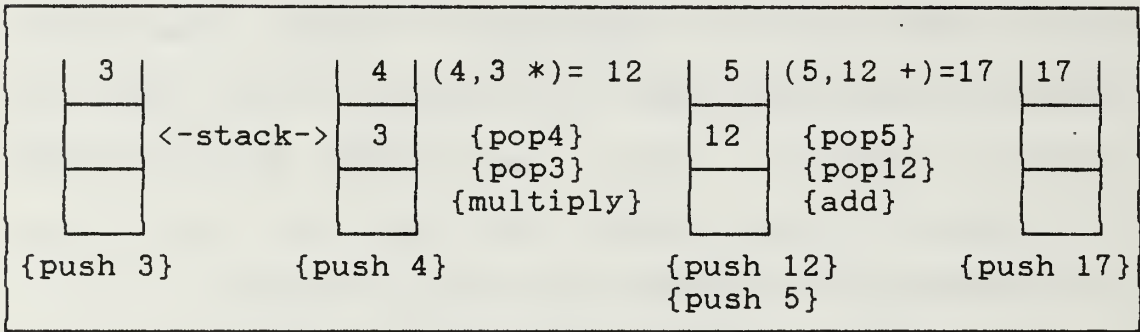 3 4 (4,3 *)= 12 5 (5,12 +)=17 17
<-stack-> 3 {pop4} 12 {pop5}
{pop3} {pop12}
{multiply} {add}
{push 3} {push 4} {push 12} {push 17}
{push 5}